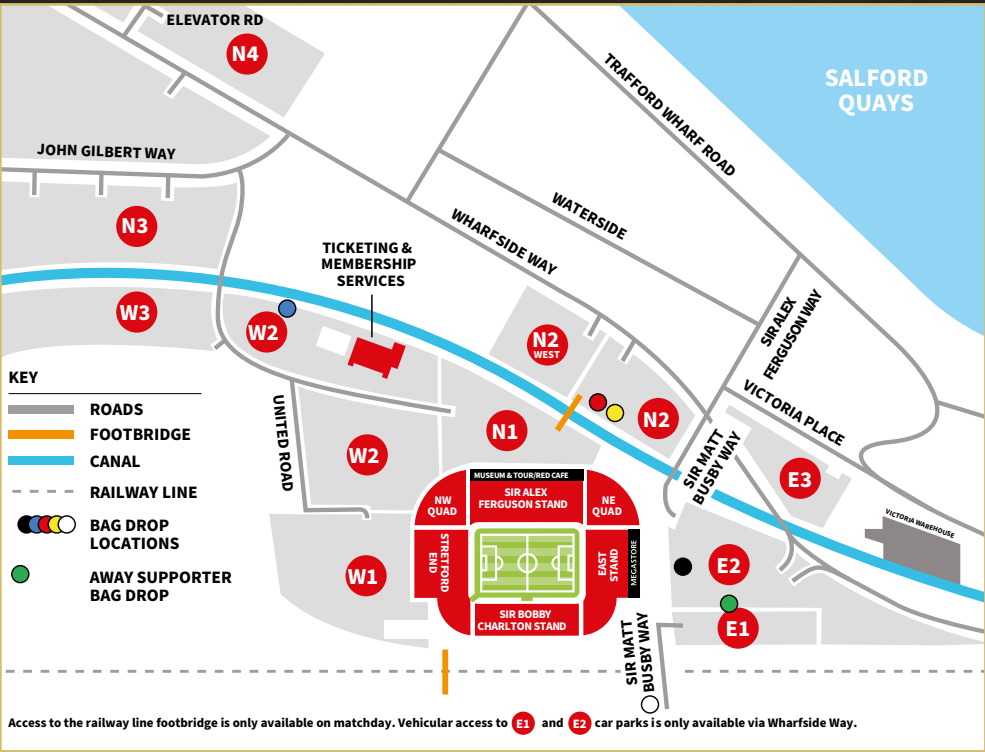 ELEVATOR RD
N4
SALFORD
QUAYS
TRAFFORD WHARF ROAD
JOHN GILBERT WAY
N3
WATERSIDE
WHARFSIDE WAY
TICKETING &
MEMBERSHIP
SERVICES
SIR ALEX
FERGUSON WAY
W3
W2
N2
WEST
KEY
ROADS
FOOTBRIDGE
CANAL
RAILWAY LINE
BAG DROP
LOCATIONS
AWAY SUPPORTER
BAG DROP
UNITED ROAD
W2
N1
N2
VICTORIA PLACE
SIR MATT
BUSBY WAY
E3
VICTORIA WAREHOUSE
MUSEUM & TOUR/RED CAFE
NW
QUAD
SIR ALEX
FERGUSON STAND
NE
QUAD
STRETFORD
END
EAST
STAND
MEGASTORE
SIR BOBBY
CHARLTON STAND
W1
E2
E1
SIR MATT
BUSBY WAY
Access to the railway line footbridge is only available on matchday. Vehicular access to E1 and E2 car parks is only available via Wharfside Way.